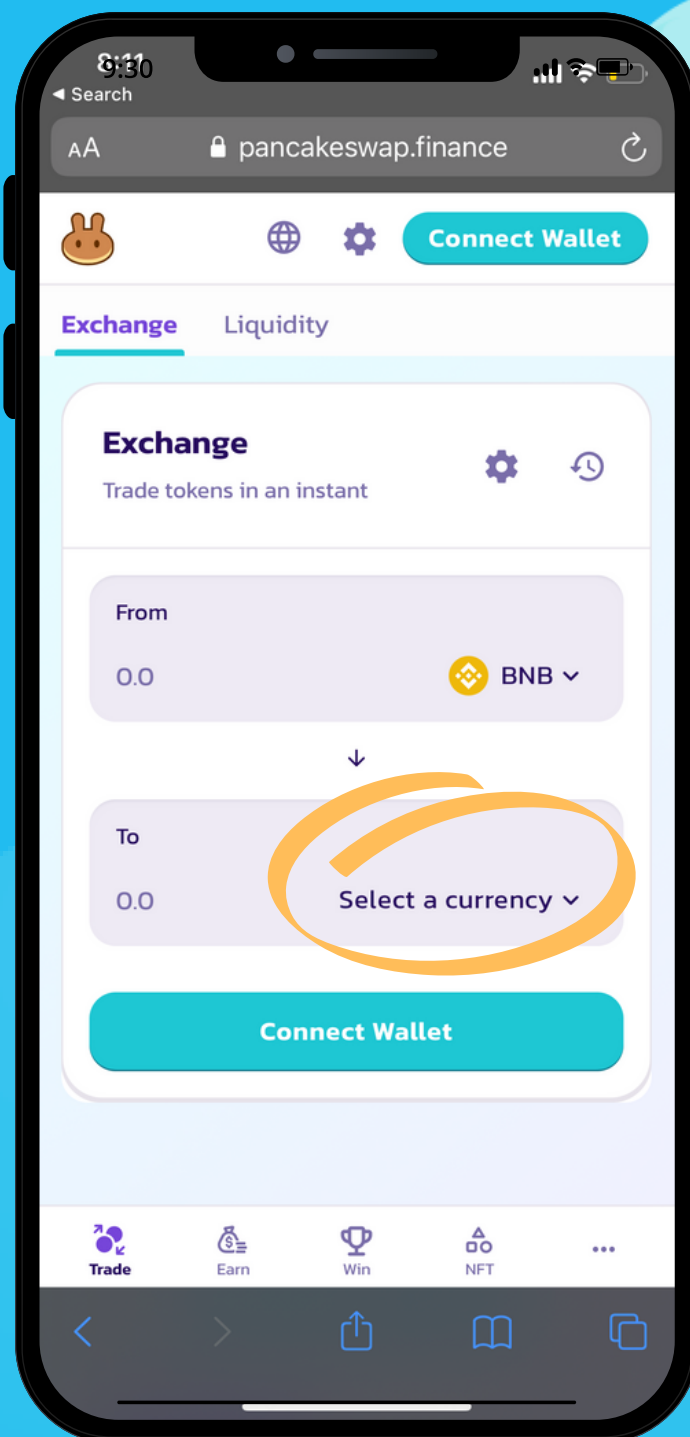 9:30
◄ Search
AA pancakeswap.finance
Connect Wallet
Exchange Liquidity
Exchange
Trade tokens in an instant
From
0.0 BNB
To
0.0 Select a currency
Connect Wallet
Trade Earn Win NFT